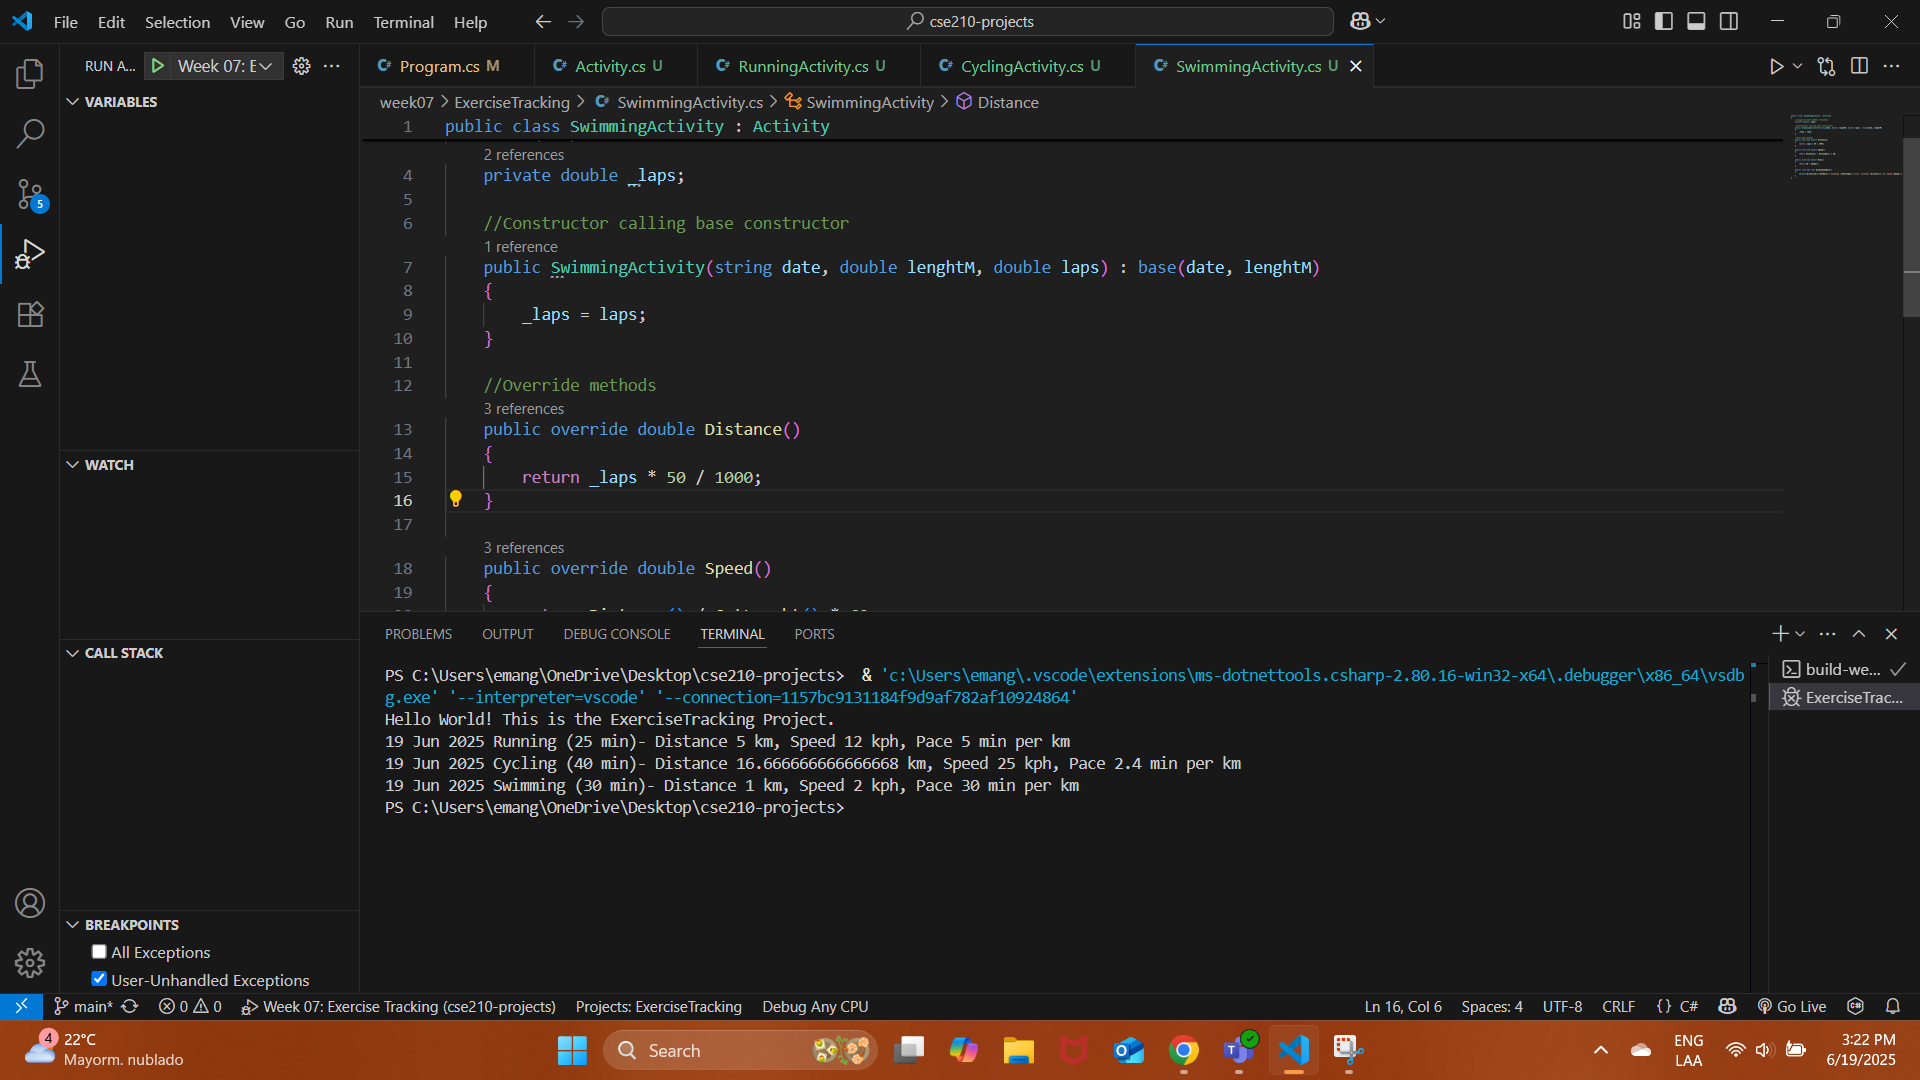 File Edit Selection View Go Run Terminal Help
cse210-projects
RUN A... Week 07: E
Program.cs M
Activity.cs U
RunningActivity.cs U
CyclingActivity.cs U
SwimmingActivity.cs U
VARIABLES
WATCH
CALL STACK
BREAKPOINTS
All Exceptions
User-Unhandled Exceptions
5
week07 > ExerciseTracking > SwimmingActivity.cs > SwimmingActivity > Distance
1 public class SwimmingActivity : Activity
2 references
4 private double _laps;
5
6 //Constructor calling base constructor
1 reference
7 public SwimmingActivity(string date, double lenghtM, double laps) : base(date, lenghtM)
8 {
9 _laps = laps;
10 }
11
12 //Override methods
3 references
13 public override double Distance()
14 {
15 return _laps * 50 / 1000;
16 }
17
3 references
18 public override double Speed()
19 {
PROBLEMS OUTPUT DEBUG CONSOLE TERMINAL PORTS
PS C:\Users\emang\OneDrive\Desktop\cse210-projects> & 'c:\Users\emang\.vscode\extensions\ms-dotnettools.csharp-2.80.16-win32-x64\.debugger\x86_64\vsdb
g.exe' '--interpreter=vscode' '--connection=1157bc9131184f9d9af782af10924864'
Hello World! This is the ExerciseTracking Project.
19 Jun 2025 Running (25 min)- Distance 5 km, Speed 12 kph, Pace 5 min per km
19 Jun 2025 Cycling (40 min)- Distance 16.666666666666668 km, Speed 25 kph, Pace 2.4 min per km
19 Jun 2025 Swimming (30 min)- Distance 1 km, Speed 2 kph, Pace 30 min per km
PS C:\Users\emang\OneDrive\Desktop\cse210-projects>
build-we...
ExerciseTrac...
main* 0 0 Week 07: Exercise Tracking (cse210-projects) Projects: ExerciseTracking Debug Any CPU
Ln 16, Col 6 Spaces: 4 UTF-8 CRLF {} C# Go Live
4
22°C
Mayorm. nublado
Search
ENG
LAA
3:22 PM
6/19/2025